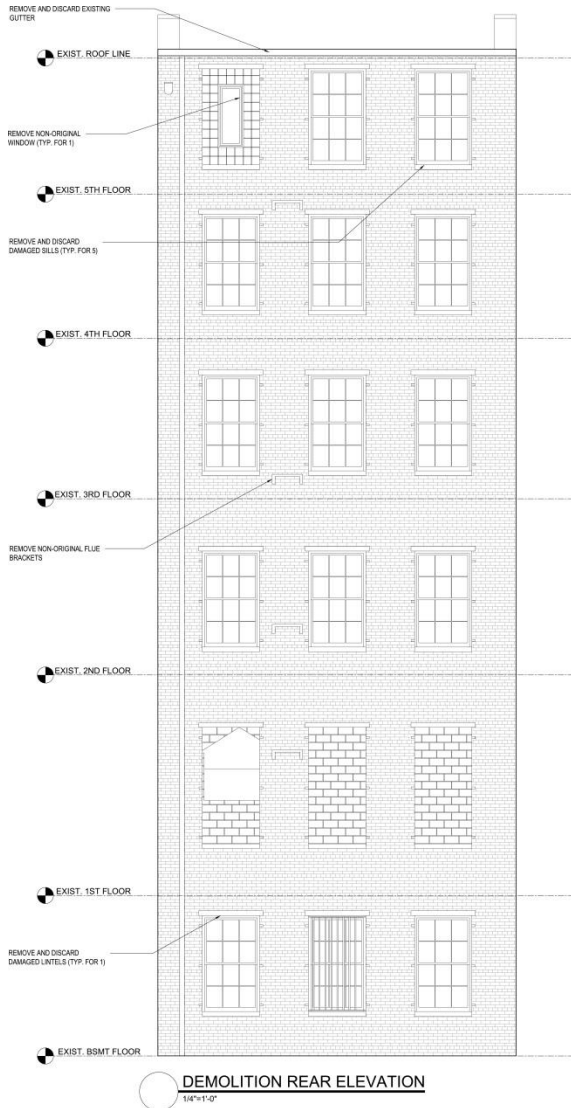 REMOVE AND DISCARD EXISTING
GUTTER
EXIST. ROOF LINE
REMOVE NON-ORIGINAL
WINDOW (TYP. FOR 1)
EXIST. 5TH FLOOR
REMOVE AND DISCARD
DAMAGED SILLS (TYP. FOR 5)
EXIST. 4TH FLOOR
EXIST. 3RD FLOOR
REMOVE NON-ORIGINAL FLUE
BRACKETS
EXIST. 2ND FLOOR
EXIST. 1ST FLOOR
REMOVE AND DISCARD
DAMAGED LINTELS (TYP. FOR 1)
EXIST. BSMT FLOOR
DEMOLITION REAR ELEVATION
1/4"=1'-0"